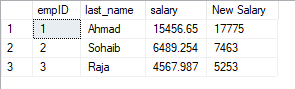 empID last_name salary New Salary
1 1 Ahmad 15456.65 17775
2 2 Sohaib 6489.254 7463
3 3 Raja 4567.987 5253